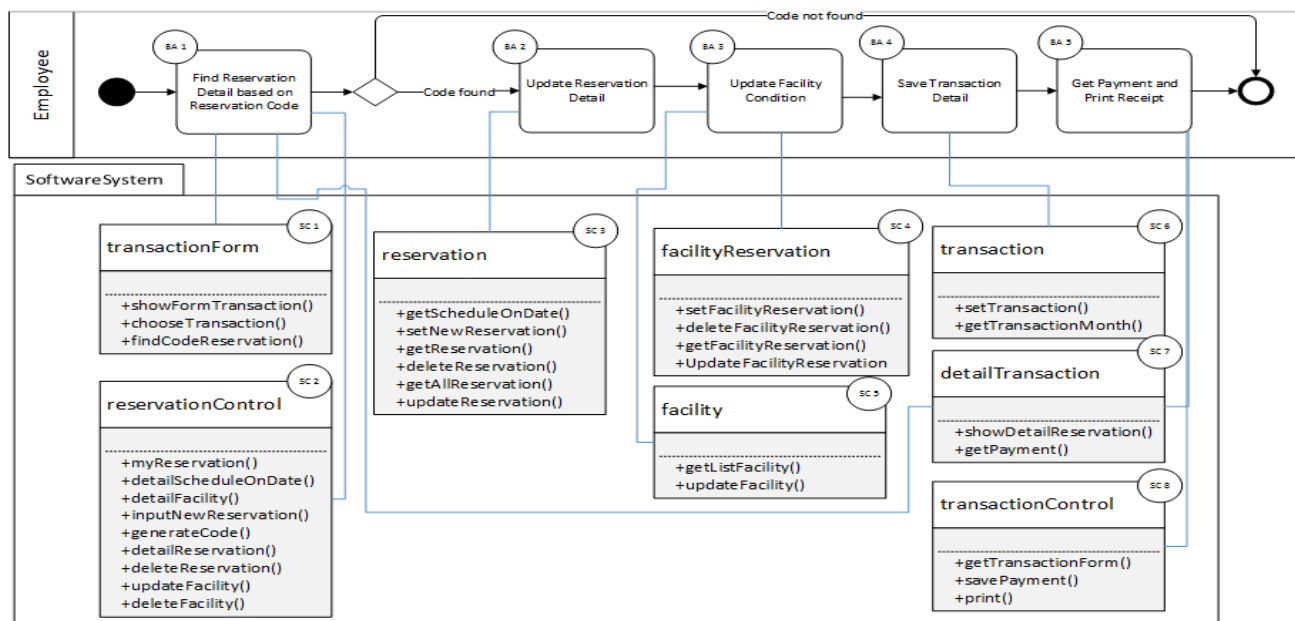 Code not found
Employee
BA 1
Find Reservation
Detail based on
Reservation Code
Code found
BA 2
Update Reservation
Detail
BA 3
Update Facility
Condition
BA 4
Save Transaction
Detail
BA 5
Get Payment and
Print Receipt
SoftwareSystem
SC 1
transactionForm
+showFormTransaction()
+chooseTransaction()
+findCodeReservation()
SC 2
reservationControl
+myReservation()
+detailScheduleOnDate()
+detailFacility()
+inputNewReservation()
+generateCode()
+detailReservation()
+deleteReservation()
+updateFacility()
+deleteFacility()
SC 3
reservation
+getScheduleOnDate()
+setNewReservation()
+getReservation()
+deleteReservation()
+getAllReservation()
+updateReservation()
SC 4
facilityReservation
+setFacilityReservation()
+deleteFacilityReservation()
+getFacilityReservation()
+UpdateFacilityReservation
SC 5
facility
+getListFacility()
+updateFacility()
SC 6
transaction
+setTransaction()
+getTransactionMonth()
SC 7
detailTransaction
+showDetailReservation()
+getPayment()
SC 8
transactionControl
+getTransactionForm()
+savePayment()
+print()